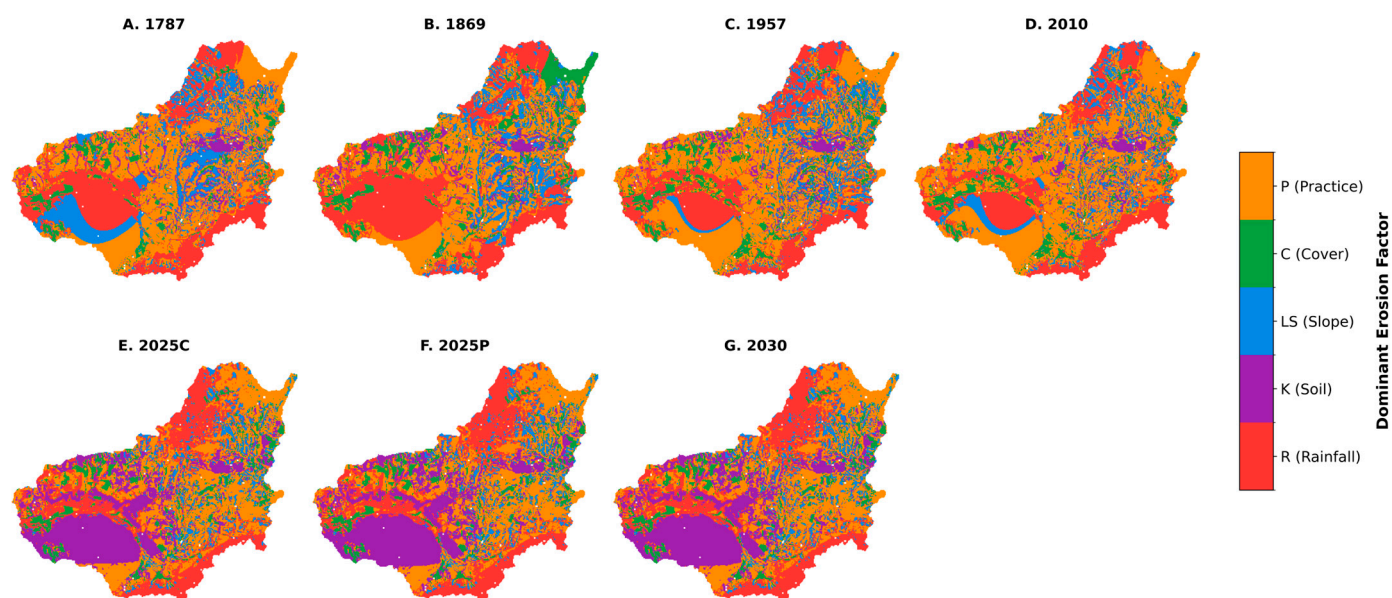 A. 1787
B. 1869
C. 1957
D. 2010
E. 2025C
F. 2025P
G. 2030
P (Practice)
C (Cover)
LS (Slope)
K (Soil)
R (Rainfall)
Dominant Erosion Factor